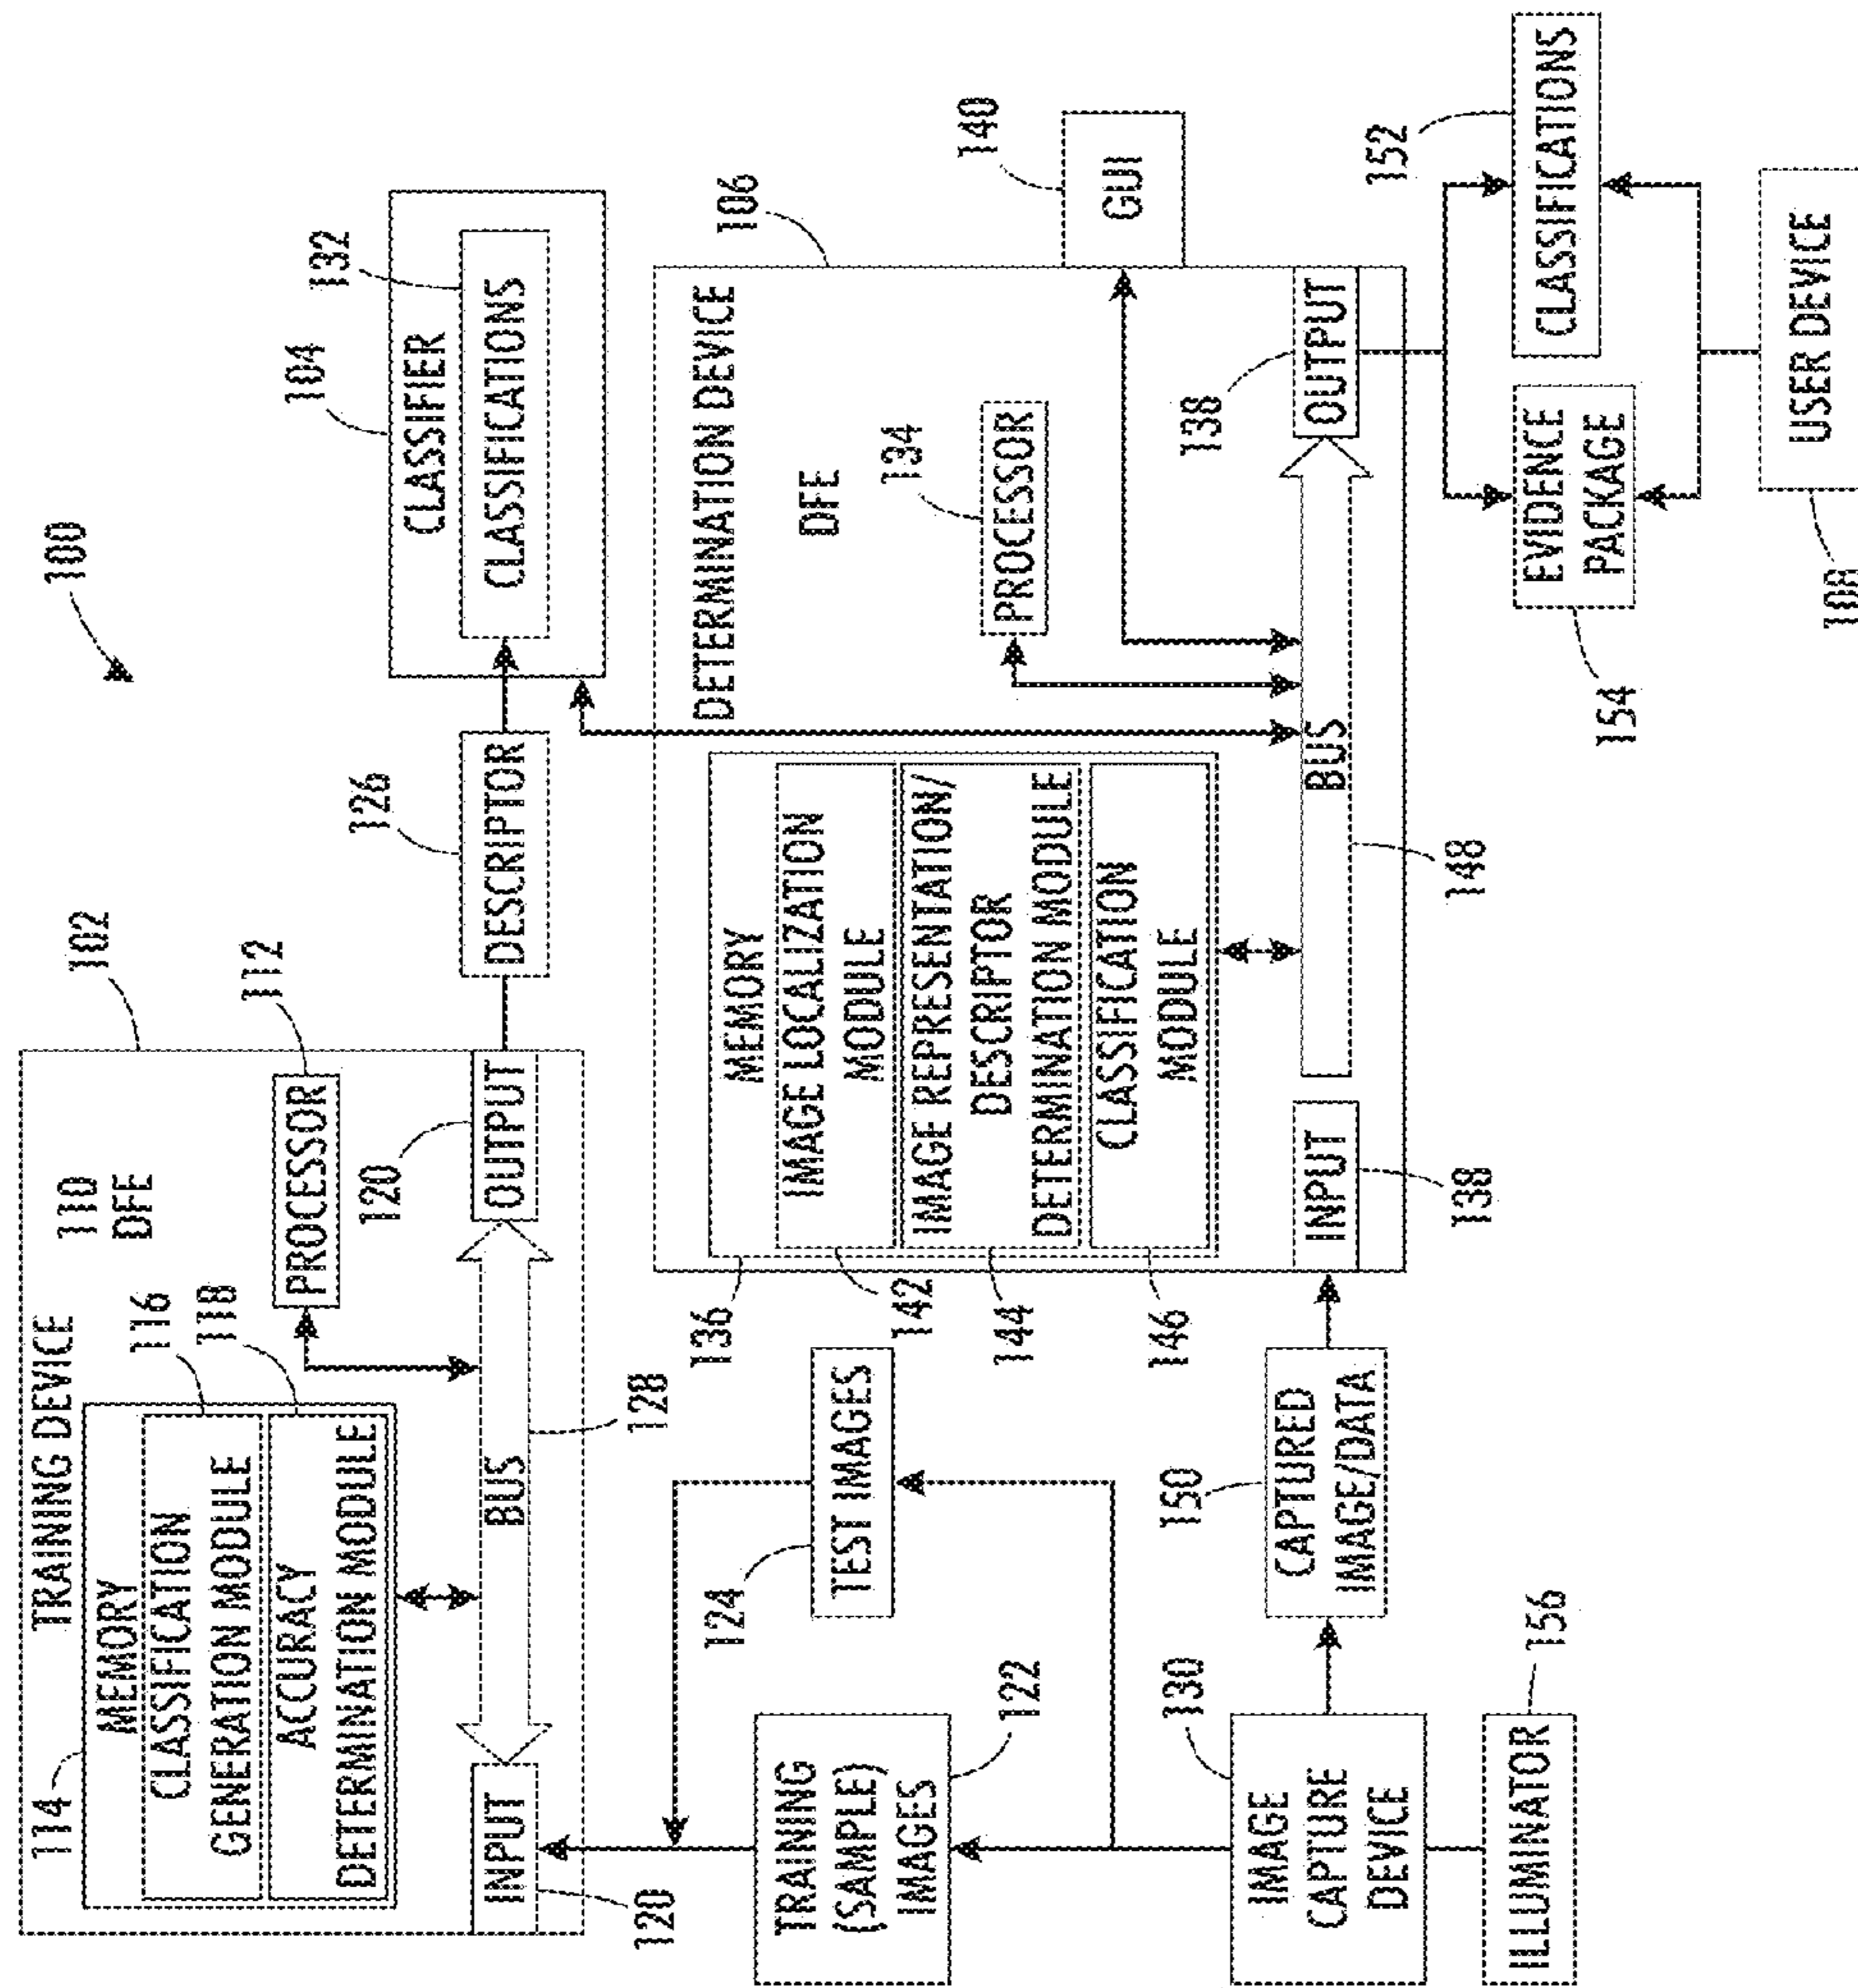 100
102
TRAINING DEVICE
110
DFE
114
MEMORY
CLASSIFICATION
GENERATION MODULE
116
ACCURACY
DETERMINATION MODULE
118
112
PROCESSOR
120
INPUT
BUS
128
OUTPUT
120
126
DESCRIPTOR
104
CLASSIFIER
132
CLASSIFICATIONS
TRAINING
(SAMPLE)
IMAGES
122
124
TEST IMAGES
106
DETERMINATION DEVICE
DFE
136
MEMORY
142
IMAGE LOCALIZATION
MODULE
144
IMAGE REPRESENTATION/
DESCRIPTOR
DETERMINATION MODULE
146
CLASSIFICATION
MODULE
134
PROCESSOR
140
GUI
138
INPUT
BUS
148
138
OUTPUT
130
IMAGE
CAPTURE
DEVICE
150
CAPTURED
IMAGE/DATA
156
ILLUMINATOR
154
EVIDENCE
PACKAGE
152
CLASSIFICATIONS
108
USER DEVICE